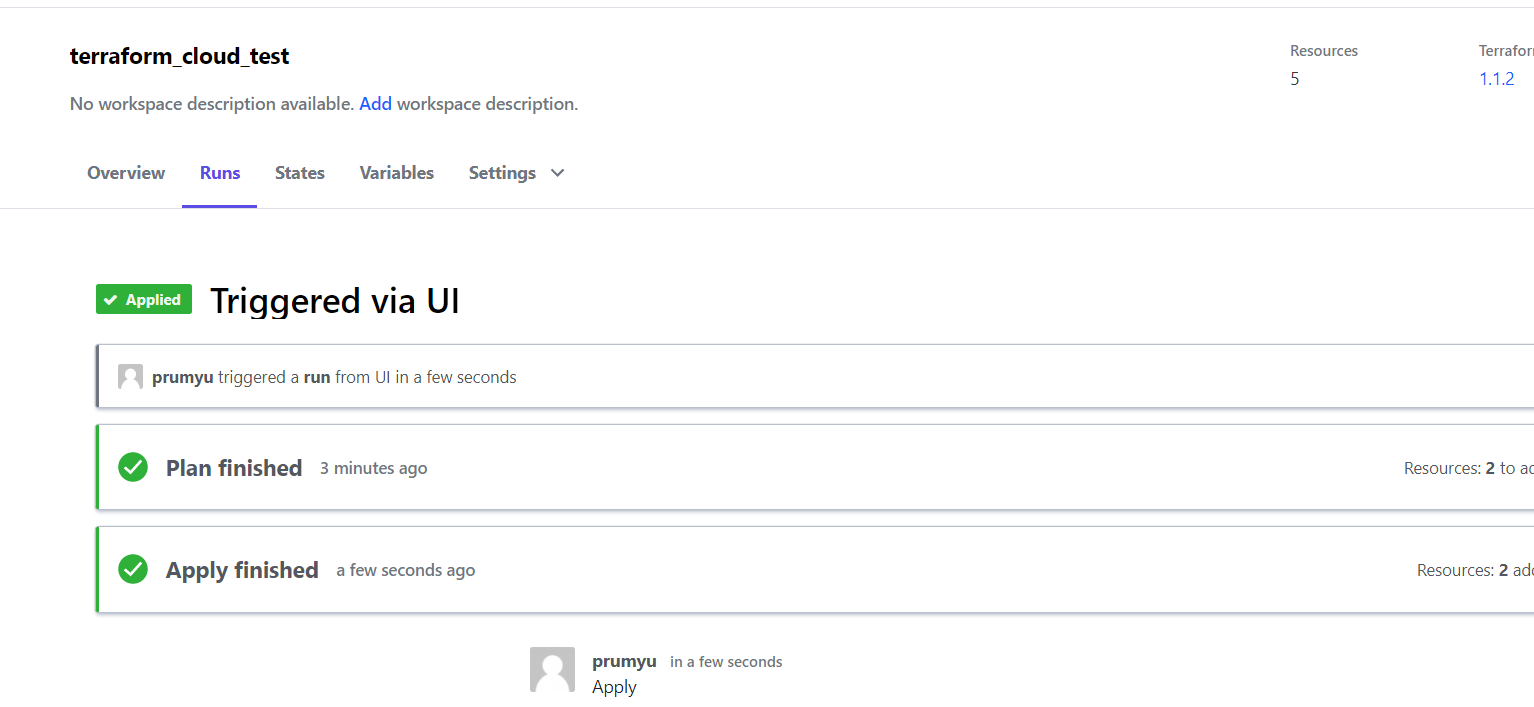 terraform_cloud_test
Resources
Terrafor
5
1.1.2
No workspace description available. Add workspace description.
Overview Runs States Variables Settings
Applied Triggered via UI
prumyu triggered a run from UI in a few seconds
Plan finished 3 minutes ago Resources: 2 to ad
Apply finished a few seconds ago Resources: 2 add
prumyu in a few seconds
Apply